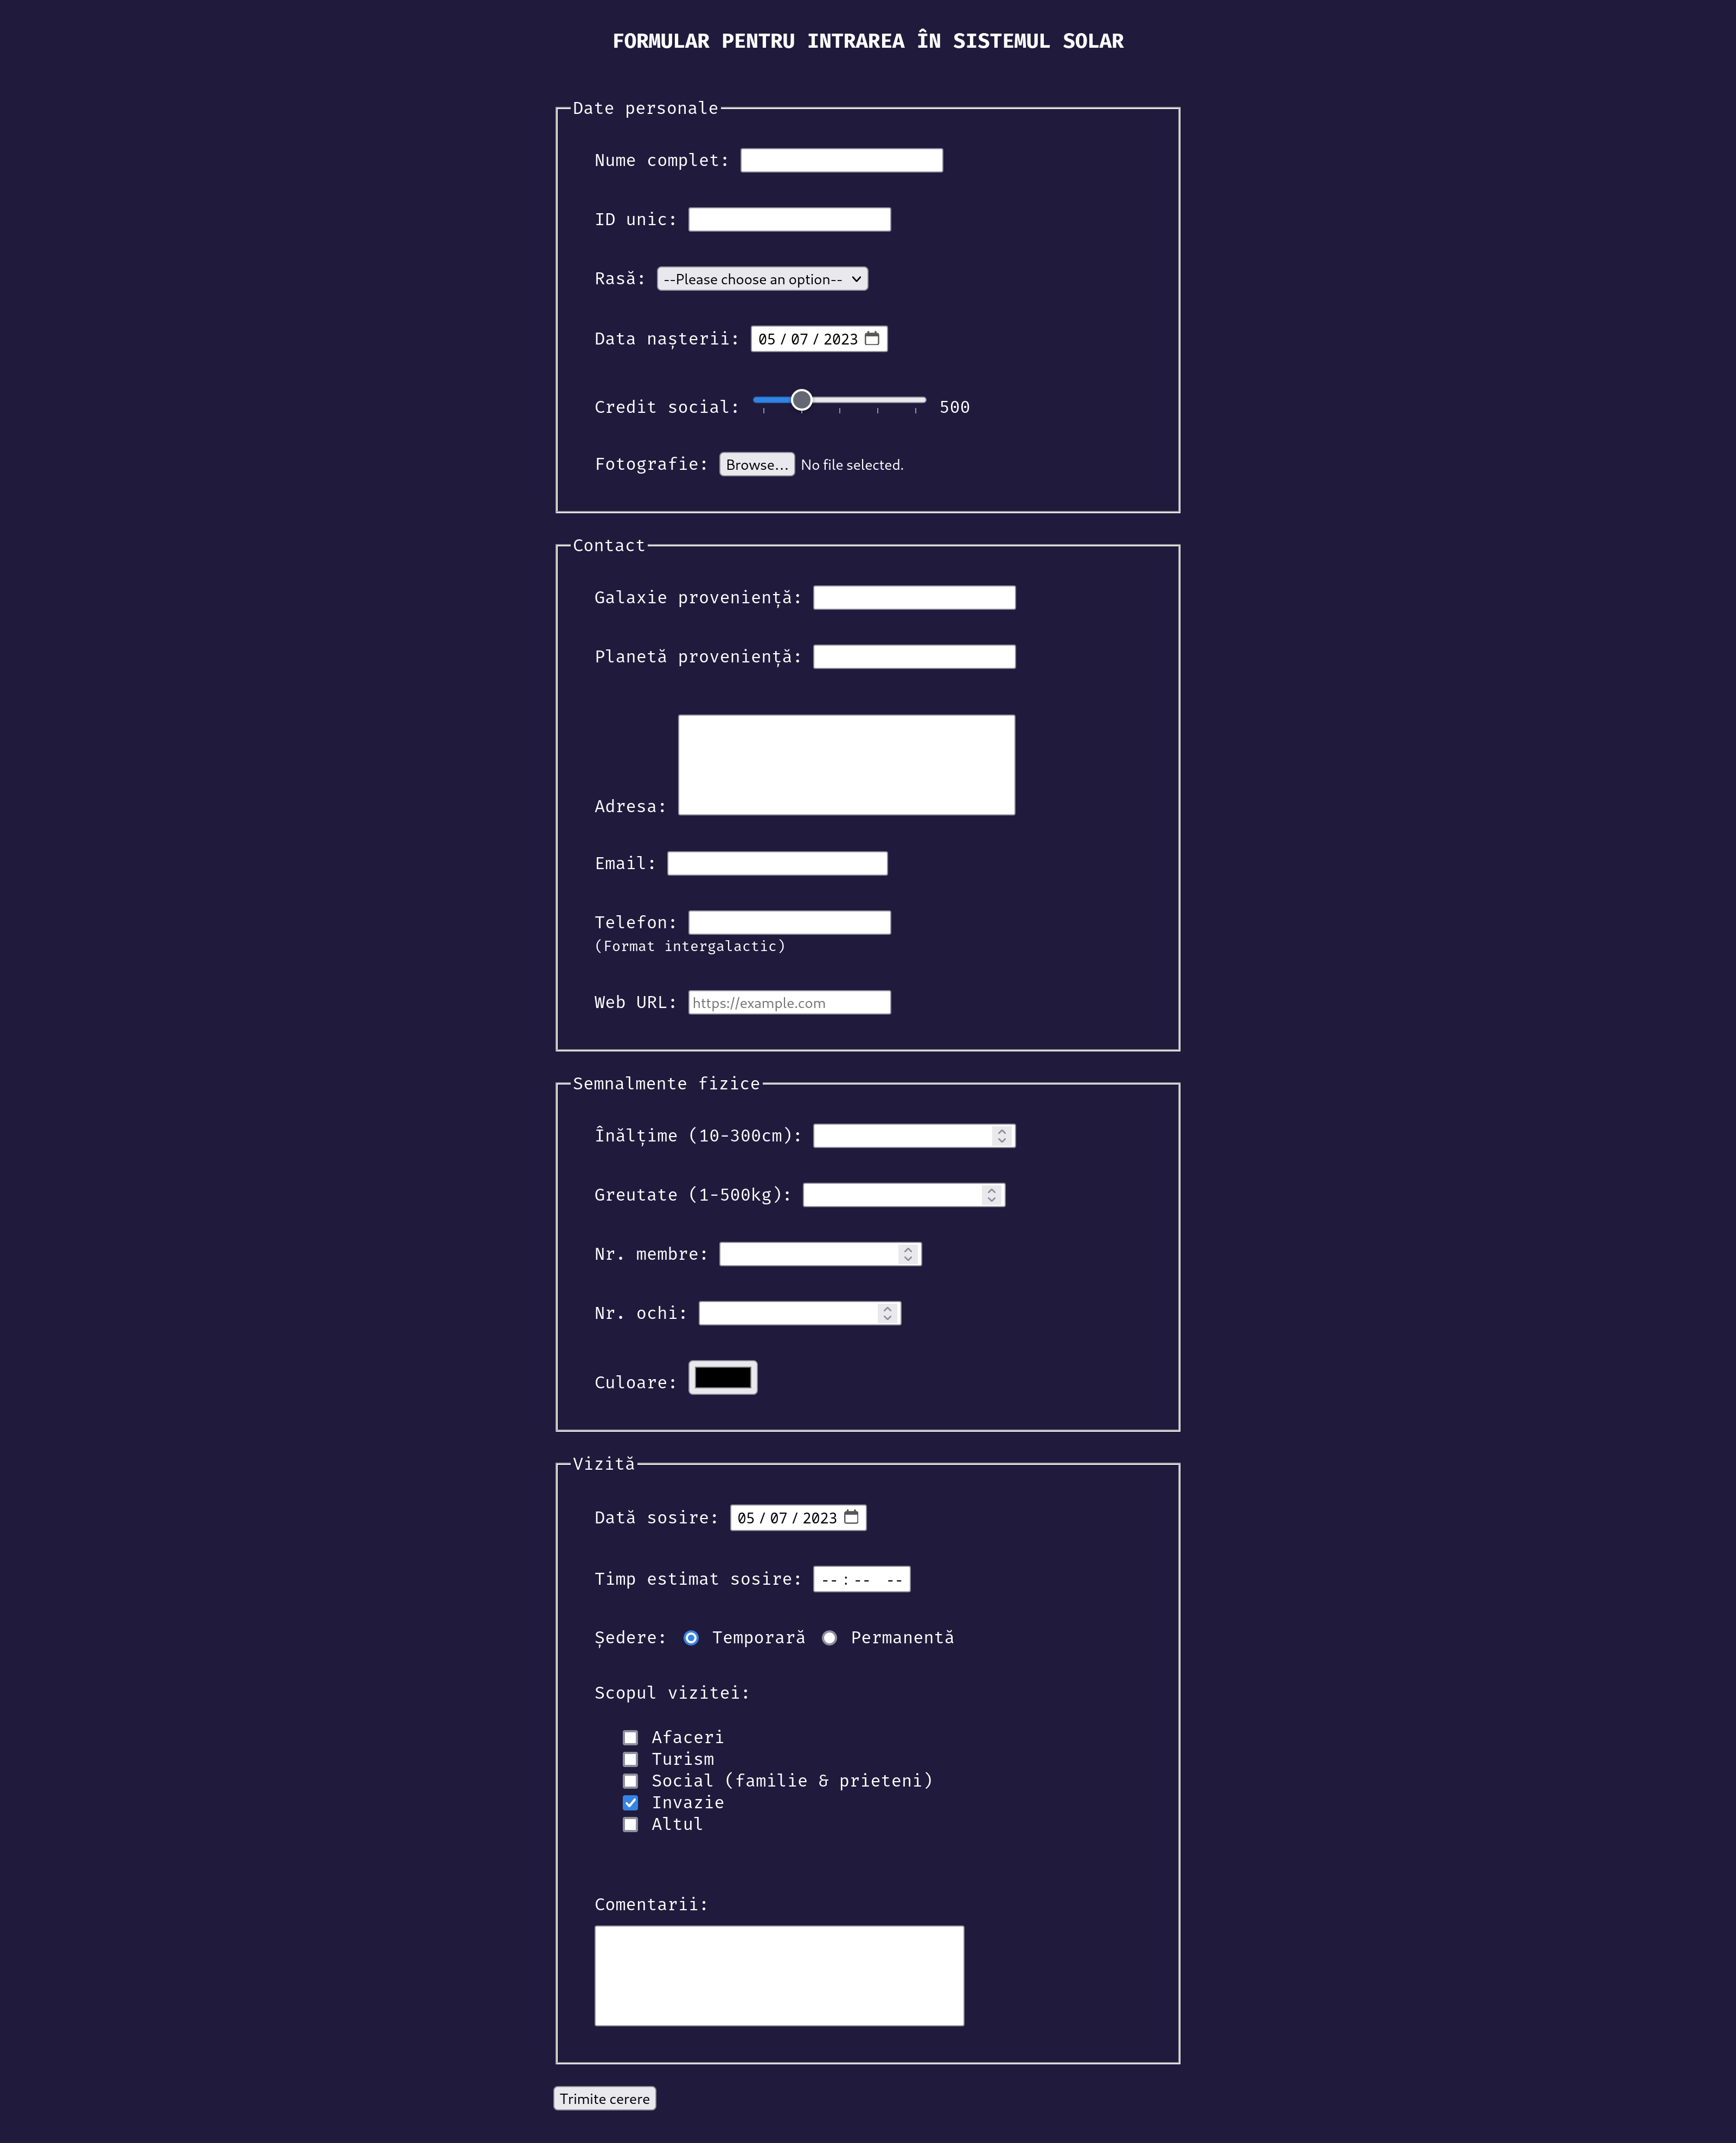 FORMULAR PENTRU INTRAREA ÎN SISTEMUL SOLAR
Date personale
Nume complet:
ID unic:
Rasă: --Please choose an option--
Data nașterii: 05 / 07 / 2023
Credit social: 500
Fotografie: Browse... No file selected.
Contact
Galaxie proveniență:
Planetă proveniență:
Adresa:
Email:
Telefon:
(Format intergalactic)
Web URL: https://example.com
Semnalmente fizice
Înălțime (10-300cm):
Greutate (1-500kg):
Nr. membre:
Nr. ochi:
Culoare:
Vizită
Dată sosire: 05 / 07 / 2023
Timp estimat sosire: -- : -- --
Ședere: Temporară Permanentă
Scopul vizitei:
Afaceri
Turism
Social (familie & prieteni)
Invazie
Altul
Comentarii:
Trimite cerere